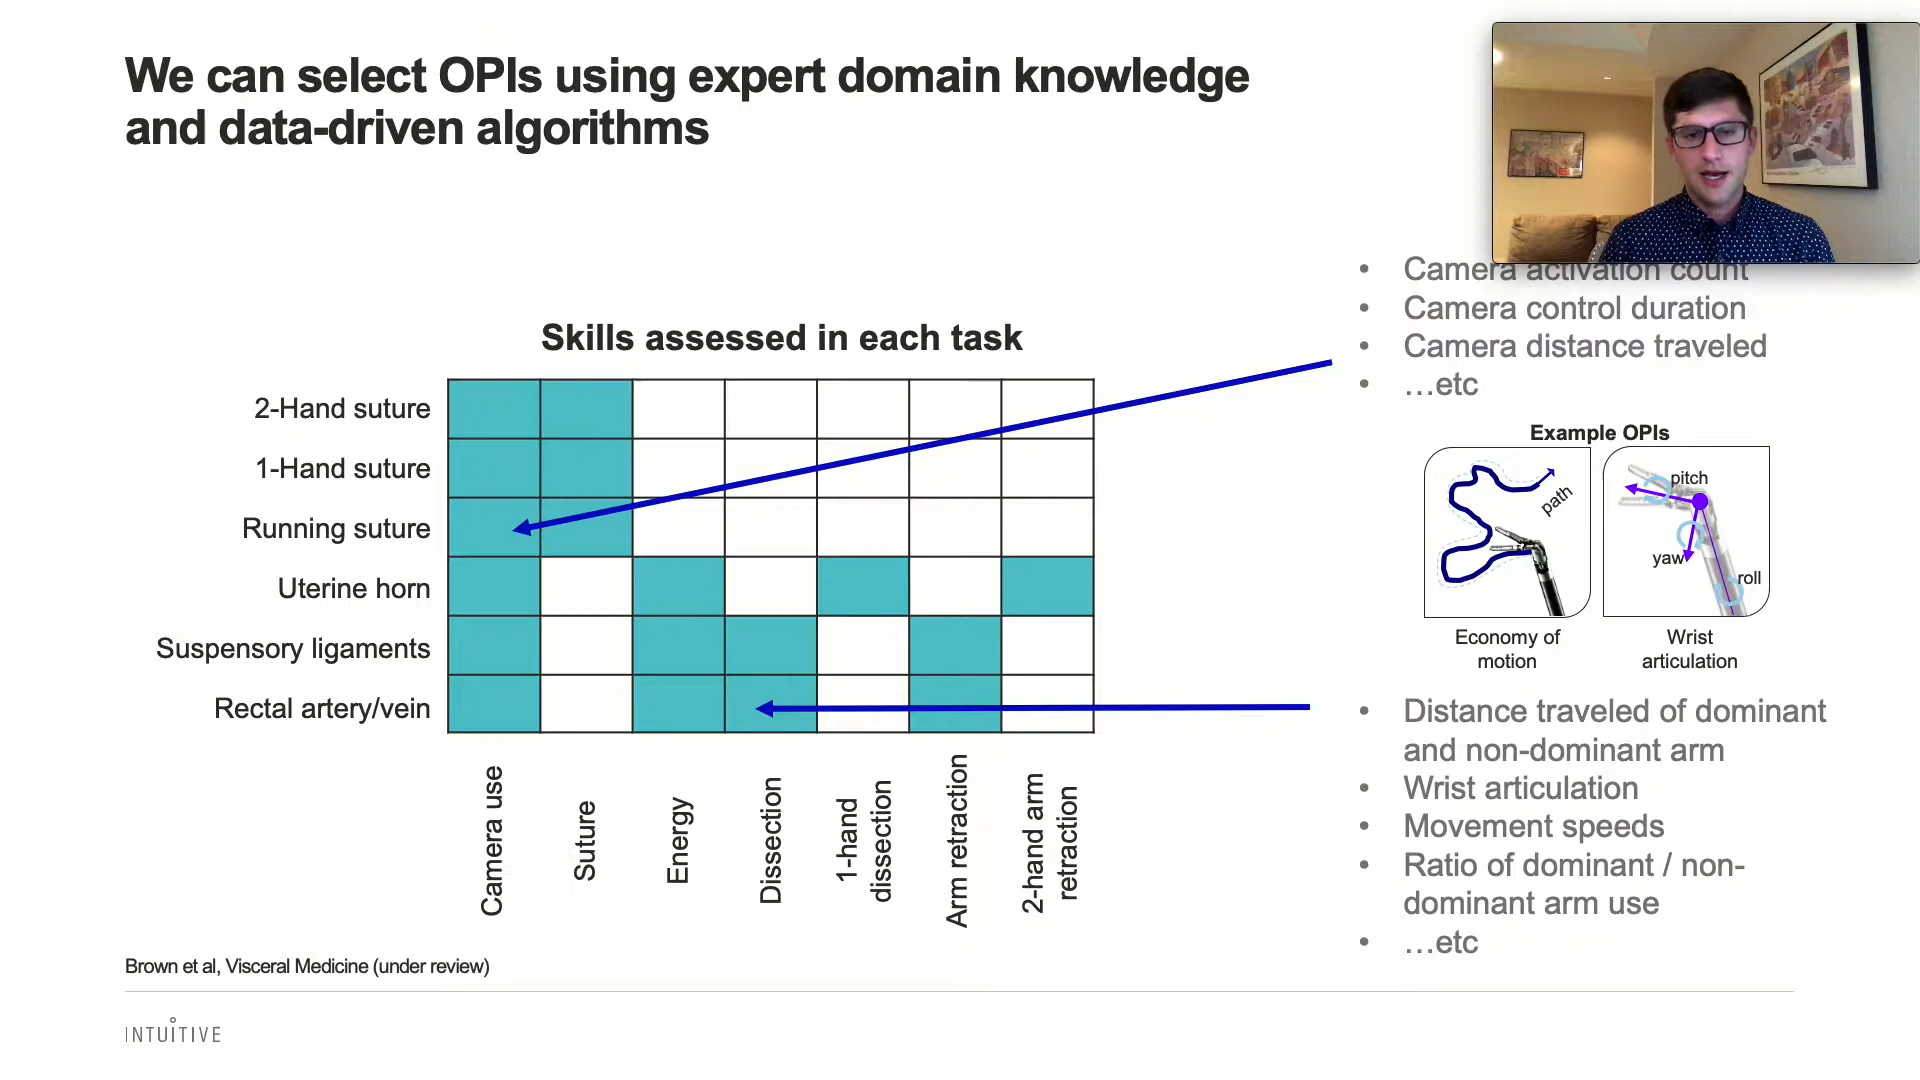 We can select OPIs using expert domain knowledge
and data-driven algorithms
Camera activation count
Camera control duration
Camera distance traveled
…etc
Skills assessed in each task
2-Hand suture
1-Hand suture
Running suture
Uterine horn
Suspensory ligaments
Rectal artery/vein
Camera use
Suture
Energy
Dissection
1-hand
dissection
Arm retraction
2-hand arm
retraction
Example OPIs
path
pitch
yaw
roll
Economy of
motion
Wrist
articulation
Distance traveled of dominant
and non-dominant arm
Wrist articulation
Movement speeds
Ratio of dominant / non-
dominant arm use
…etc
Brown et al, Visceral Medicine (under review)
INTUITIVE